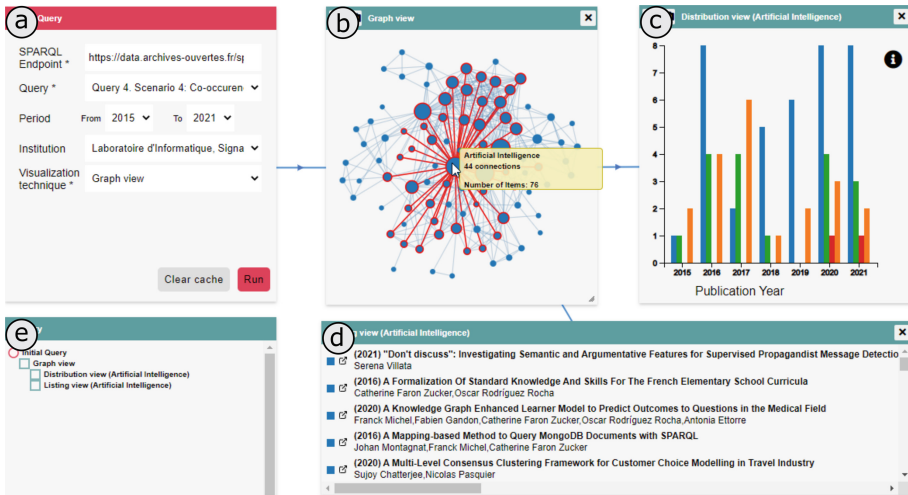 a
Query
SPARQL
Endpoint *
https://data.archives-ouvertes.fr/sp
Query *
Query 4. Scenario 4: Co-occuren
Period
From 2015 To 2021
Institution
Laboratoire d'Informatique, Signa
Visualization
technique *
Graph view
Clear cache
Run
b
Graph view
x
Artificial Intelligence
44 connections
Number of Items: 76
c
Distribution view (Artificial Intelligence)
x
i
8
7
6
5
4
3
2
1
0
2015 2016 2017 2018 2019 2020 2021
Publication Year
e
Initial Query
Graph view
Distribution view (Artificial Intelligence)
Listing view (Artificial Intelligence)
d
view (Artificial Intelligence)
x
(2021) "Don't discuss": Investigating Semantic and Argumentative Features for Supervised Propagandist Message Detectio
Serena Villata
(2016) A Formalization Of Standard Knowledge And Skills For The French Elementary School Curricula
Catherine Faron Zucker,Oscar Rodríguez Rocha
(2020) A Knowledge Graph Enhanced Learner Model to Predict Outcomes to Questions in the Medical Field
Franck Michel,Fabien Gandon,Catherine Faron Zucker,Oscar Rodríguez Rocha,Antonia Ettorre
(2016) A Mapping-based Method to Query MongoDB Documents with SPARQL
Johan Montagnat,Franck Michel,Catherine Faron Zucker
(2020) A Multi-Level Consensus Clustering Framework for Customer Choice Modelling in Travel Industry
Sujoy Chatterjee,Nicolas Pasquier